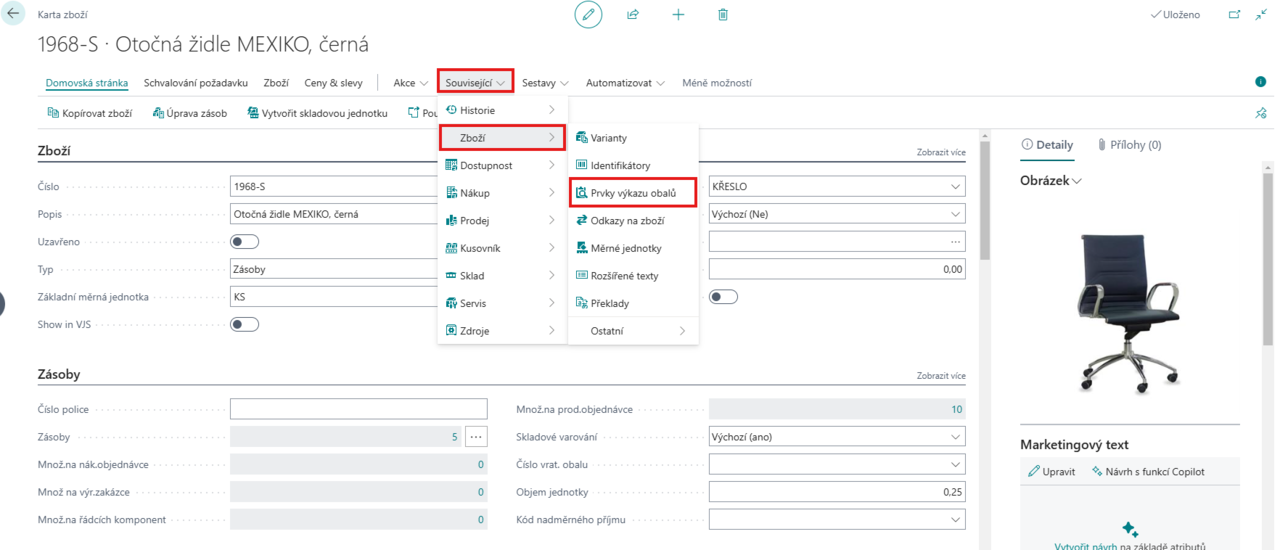 Karta zboží
Uloženo
1968-S · Otočná židle MEXIKO, černá
Domovská stránka Schvalování požadavku Zboží Ceny & slevy Akce Související Sestavy Automatizovat Méně možností
Kopírovat zboží Úprava zásob Vytvořit skladovou jednotku
Historie
Zboží
Dostupnost
Nákup
Prodej
Kusovník
Sklad
Servis
Zdroje
Varianty
Identifikátory
Prvky výkazu obalů
Odkazy na zboží
Měrné jednotky
Rozšířené texty
Překlady
Ostatní
Zboží
Zobrazit více
Číslo 1968-S
Popis Otočná židle MEXIKO, černá
Uzavřeno
Typ Zásoby
Základní měrná jednotka KS
Show in VJS
KŘESLO
Výchozí (Ne)
0,00
Zásoby
Zobrazit více
Číslo police
Zásoby 5
Množ.na nák.objednávce 0
Množ na výr.zakázce 0
Množ.na řádcích komponent 0
Množ.na prod.objednávce 10
Skladové varování Výchozí (ano)
Číslo vrat. obalu
Objem jednotky 0,25
Kód nadměrného příjmu
Detaily Přílohy (0)
Obrázek
Marketingový text
Upravit Návrh s funkcí Copilot
Vytvořit návrh na základě atributů